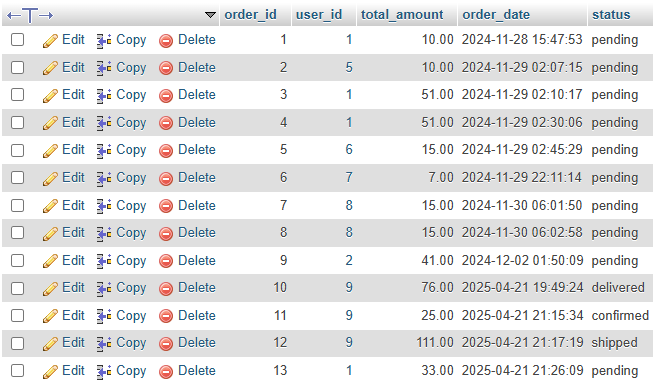 order_id user_id total_amount order_date status
Edit Copy Delete 1 1 10.00 2024-11-28 15:47:53 pending
Edit Copy Delete 2 5 10.00 2024-11-29 02:07:15 pending
Edit Copy Delete 3 1 51.00 2024-11-29 02:10:17 pending
Edit Copy Delete 4 1 51.00 2024-11-29 02:30:06 pending
Edit Copy Delete 5 6 15.00 2024-11-29 02:45:29 pending
Edit Copy Delete 6 7 7.00 2024-11-29 22:11:14 pending
Edit Copy Delete 7 8 15.00 2024-11-30 06:01:50 pending
Edit Copy Delete 8 8 15.00 2024-11-30 06:02:58 pending
Edit Copy Delete 9 2 41.00 2024-12-02 01:50:09 pending
Edit Copy Delete 10 9 76.00 2025-04-21 19:49:24 delivered
Edit Copy Delete 11 9 25.00 2025-04-21 21:15:34 confirmed
Edit Copy Delete 12 9 111.00 2025-04-21 21:17:19 shipped
Edit Copy Delete 13 1 33.00 2025-04-21 21:26:09 pending